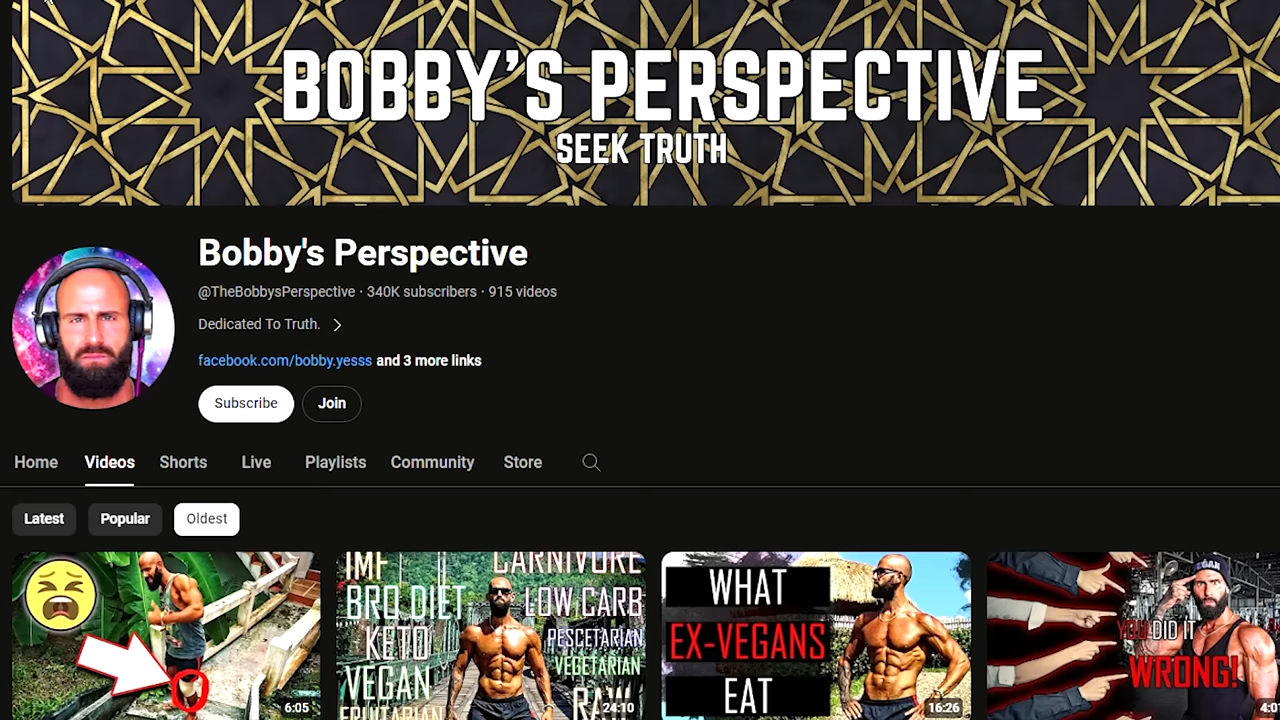 BOBBY'S PERSPECTIVE
SEEK TRUTH
Bobby's Perspective
@TheBobbysPerspective · 340K subscribers · 915 videos
Dedicated To Truth.
facebook.com/bobby.yesss and 3 more links
Subscribe
Join
Home Videos Shorts Live Playlists Community Store
Latest Popular Oldest
6:05
BRO DIET
KETO
VEGAN
FRUITARIAN
CARNIVORE
LOW CARB
PESCETARIAN
VEGETARIAN
24:10
WHAT
EX-VEGANS
EAT
16:26
YOU DID IT
WRONG!